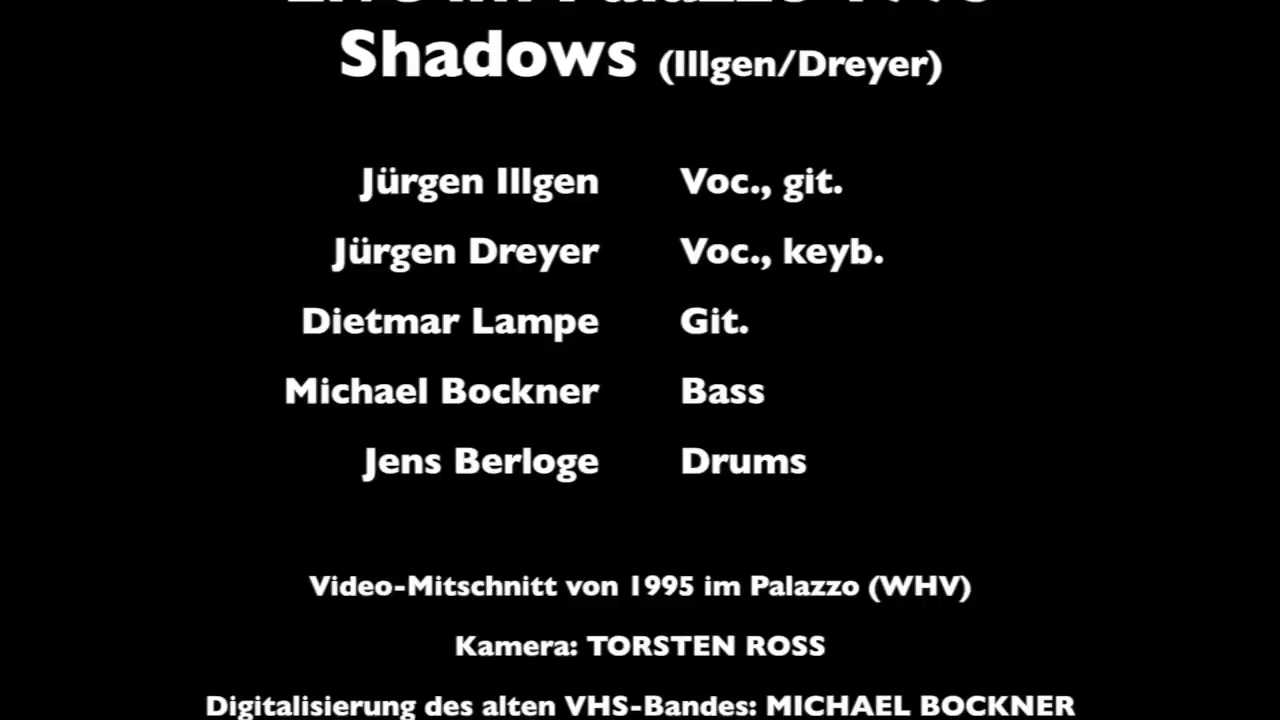 Shadows (Illgen/Dreyer)
Jürgen Illgen Voc., git.
Jürgen Dreyer Voc., keyb.
Dietmar Lampe Git.
Michael Bockner Bass
Jens Berloge Drums
Video-Mitschnitt von 1995 im Palazzo (WHV)
Kamera: TORSTEN ROSS
Digitalisierung des alten VHS-Bandes: MICHAEL BOCKNER